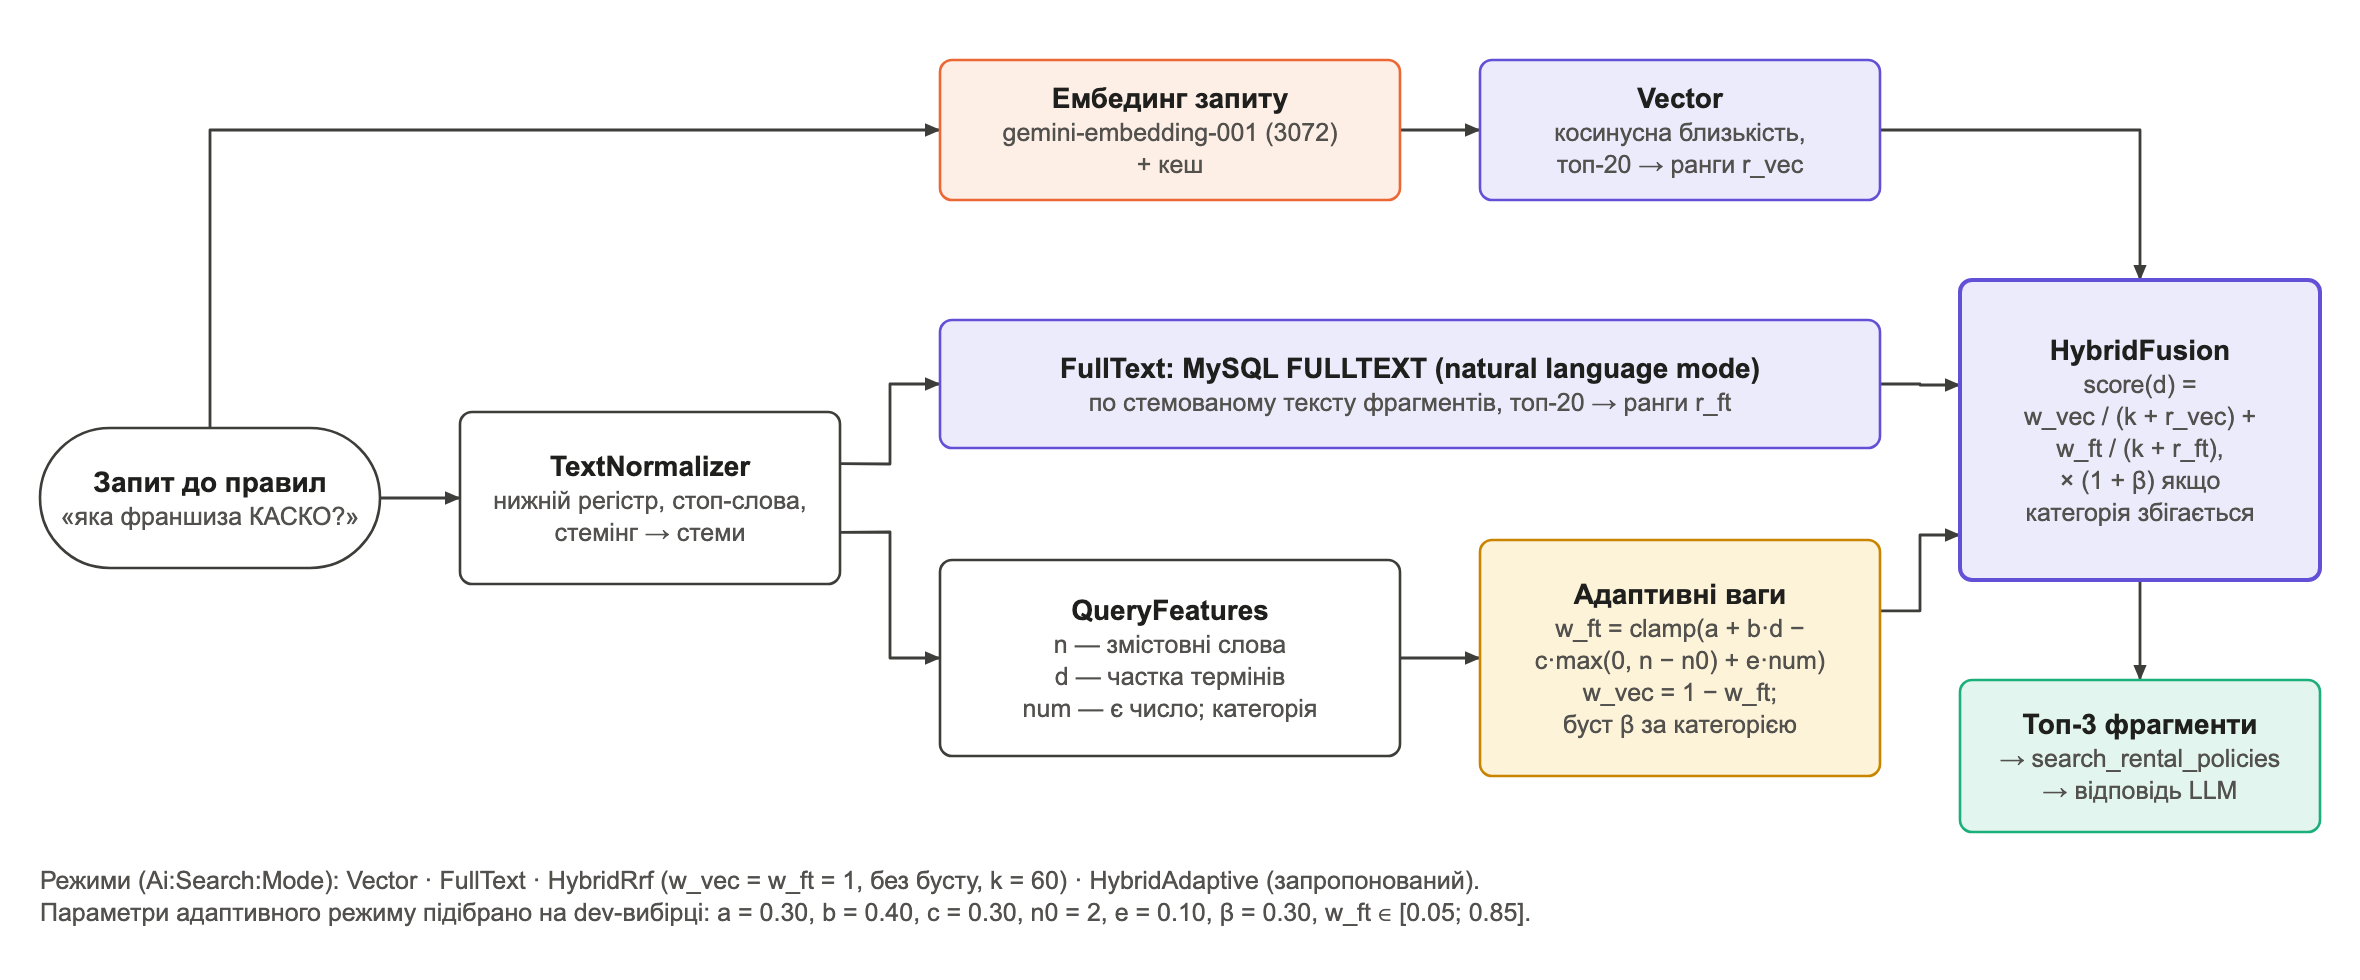 Ембединг запиту
gemini-embedding-001 (3072)
+ кеш
Vector
косинусна близькість,
топ-20 → ранги r_vec
FullText: MySQL FULLTEXT (natural language mode)
по стемованому тексту фрагментів, топ-20 → ранги r_ft
HybridFusion
score(d) =
w_vec / (k + r_vec) +
w_ft / (k + r_ft),
× (1 + β) якщо
категорія збігається
Запит до правил
«яка франшиза КАСКО?»
TextNormalizer
нижній регістр, стоп-слова,
стемінг → стеми
QueryFeatures
n — змістовні слова
d — частка термінів
num — є число; категорія
Адаптивні ваги
w_ft = clamp(a + b·d −
c·max(0, n − n0) + e·num)
w_vec = 1 − w_ft;
буст β за категорією
Топ-3 фрагменти
→ search_rental_policies
→ відповідь LLM
Режими (Ai:Search:Mode): Vector · FullText · HybridRrf (w_vec = w_ft = 1, без бусту, k = 60) · HybridAdaptive (запропонований).
Параметри адаптивного режиму підібрано на dev-вибірці: a = 0.30, b = 0.40, c = 0.30, n0 = 2, e = 0.10, β = 0.30, w_ft ∈ [0.05; 0.85].